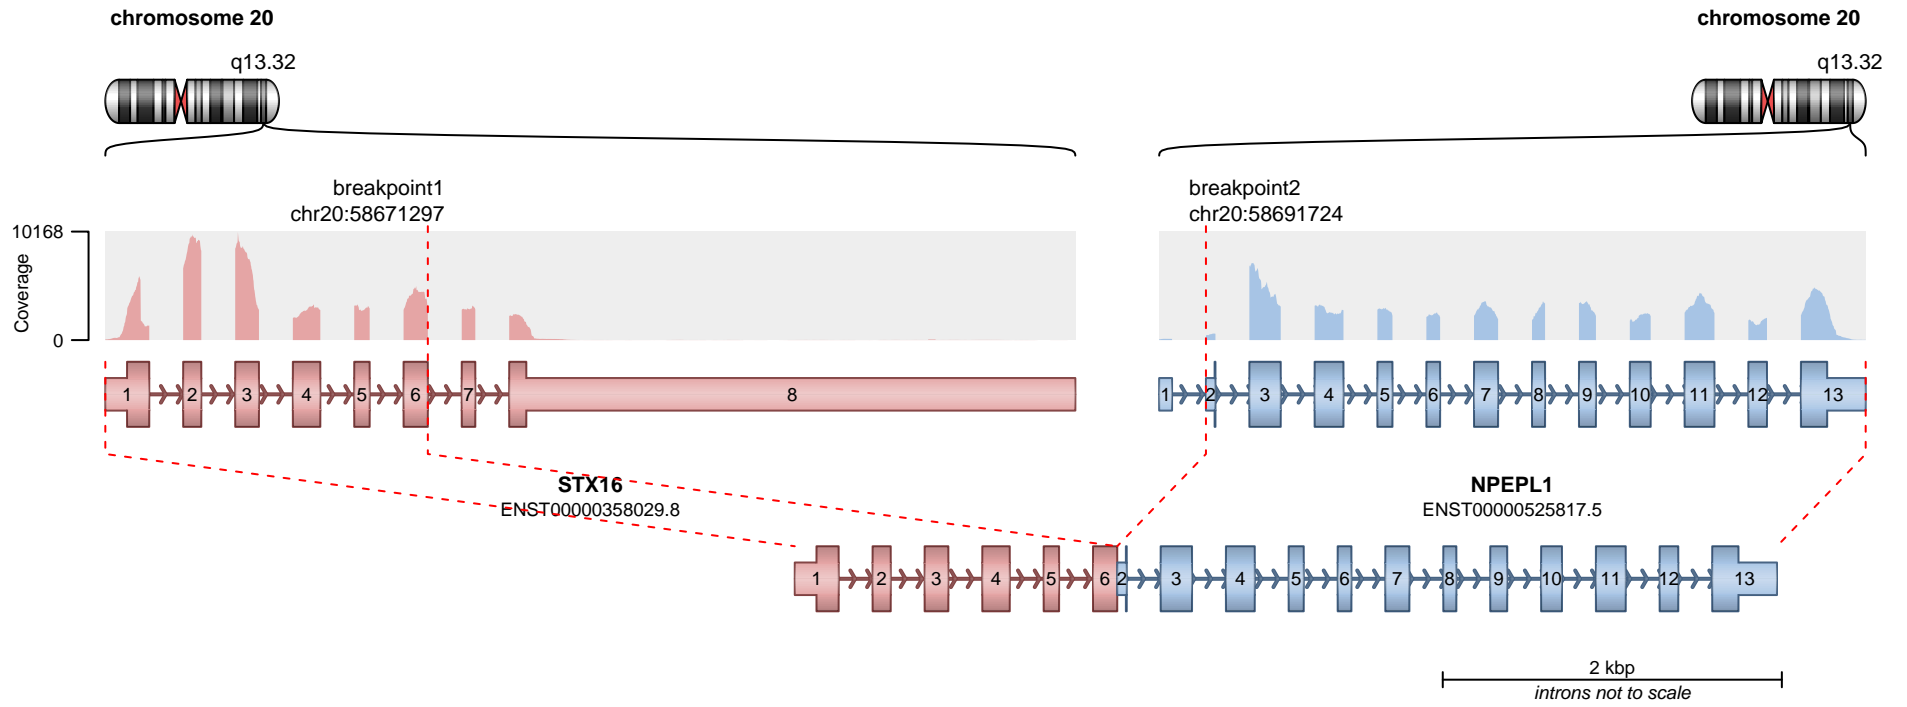 chromosome 20
chromosome 20
q13.32
q13.32
breakpoint1
chr20:58671297
breakpoint2
chr20:58691724
10168
Coverage
0
1 2 3 4 5 6 7 8
1 2 3 4 5 6 7 8 9 10 11 12 13
STX16
ENST00000358029.8
NPEPL1
ENST00000525817.5
1 2 3 4 5 6 2 3 4 5 6 7 8 9 10 11 12 13
2 kbp
introns not to scale